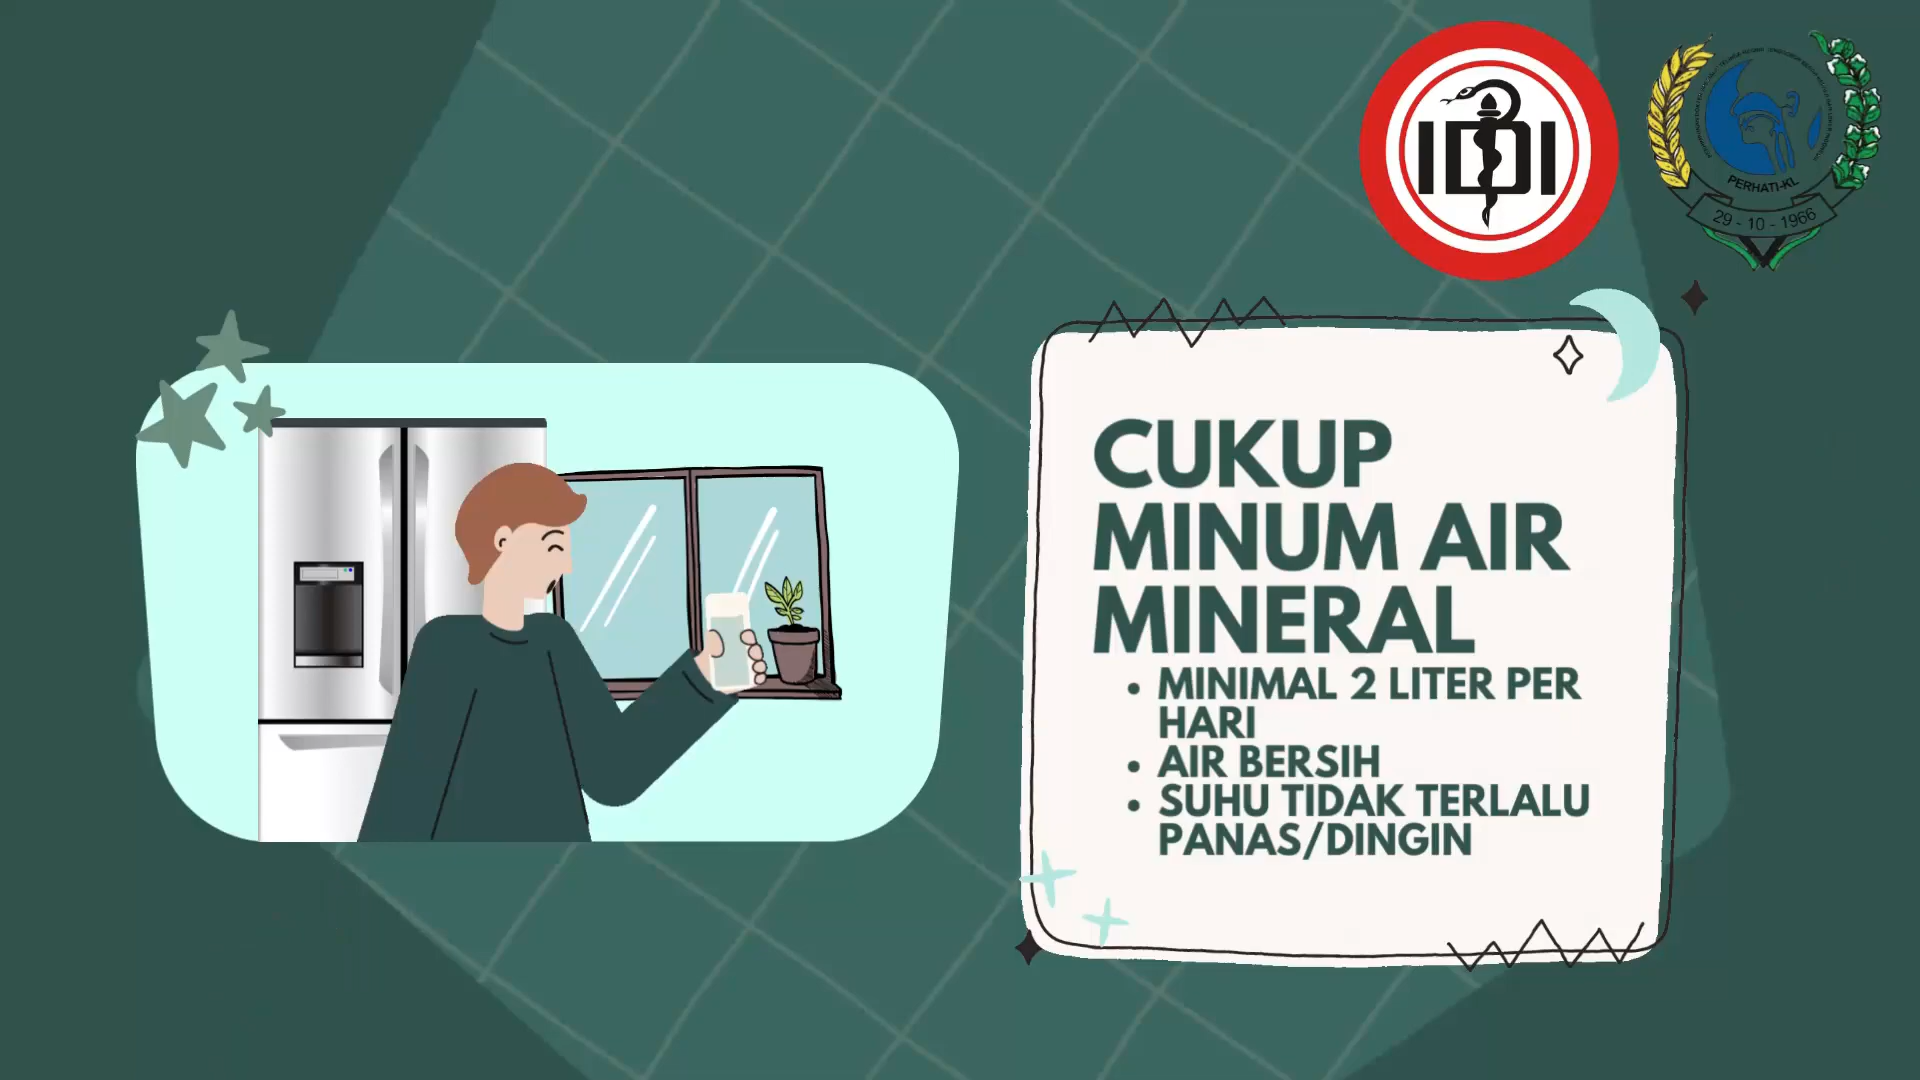 IDI
PERHATI-KL
29 - 10 - 1966
CUKUP
MINUM AIR
MINERAL
• MINIMAL 2 LITER PER
HARI
• AIR BERSIH
• SUHU TIDAK TERLALU
PANAS/DINGIN